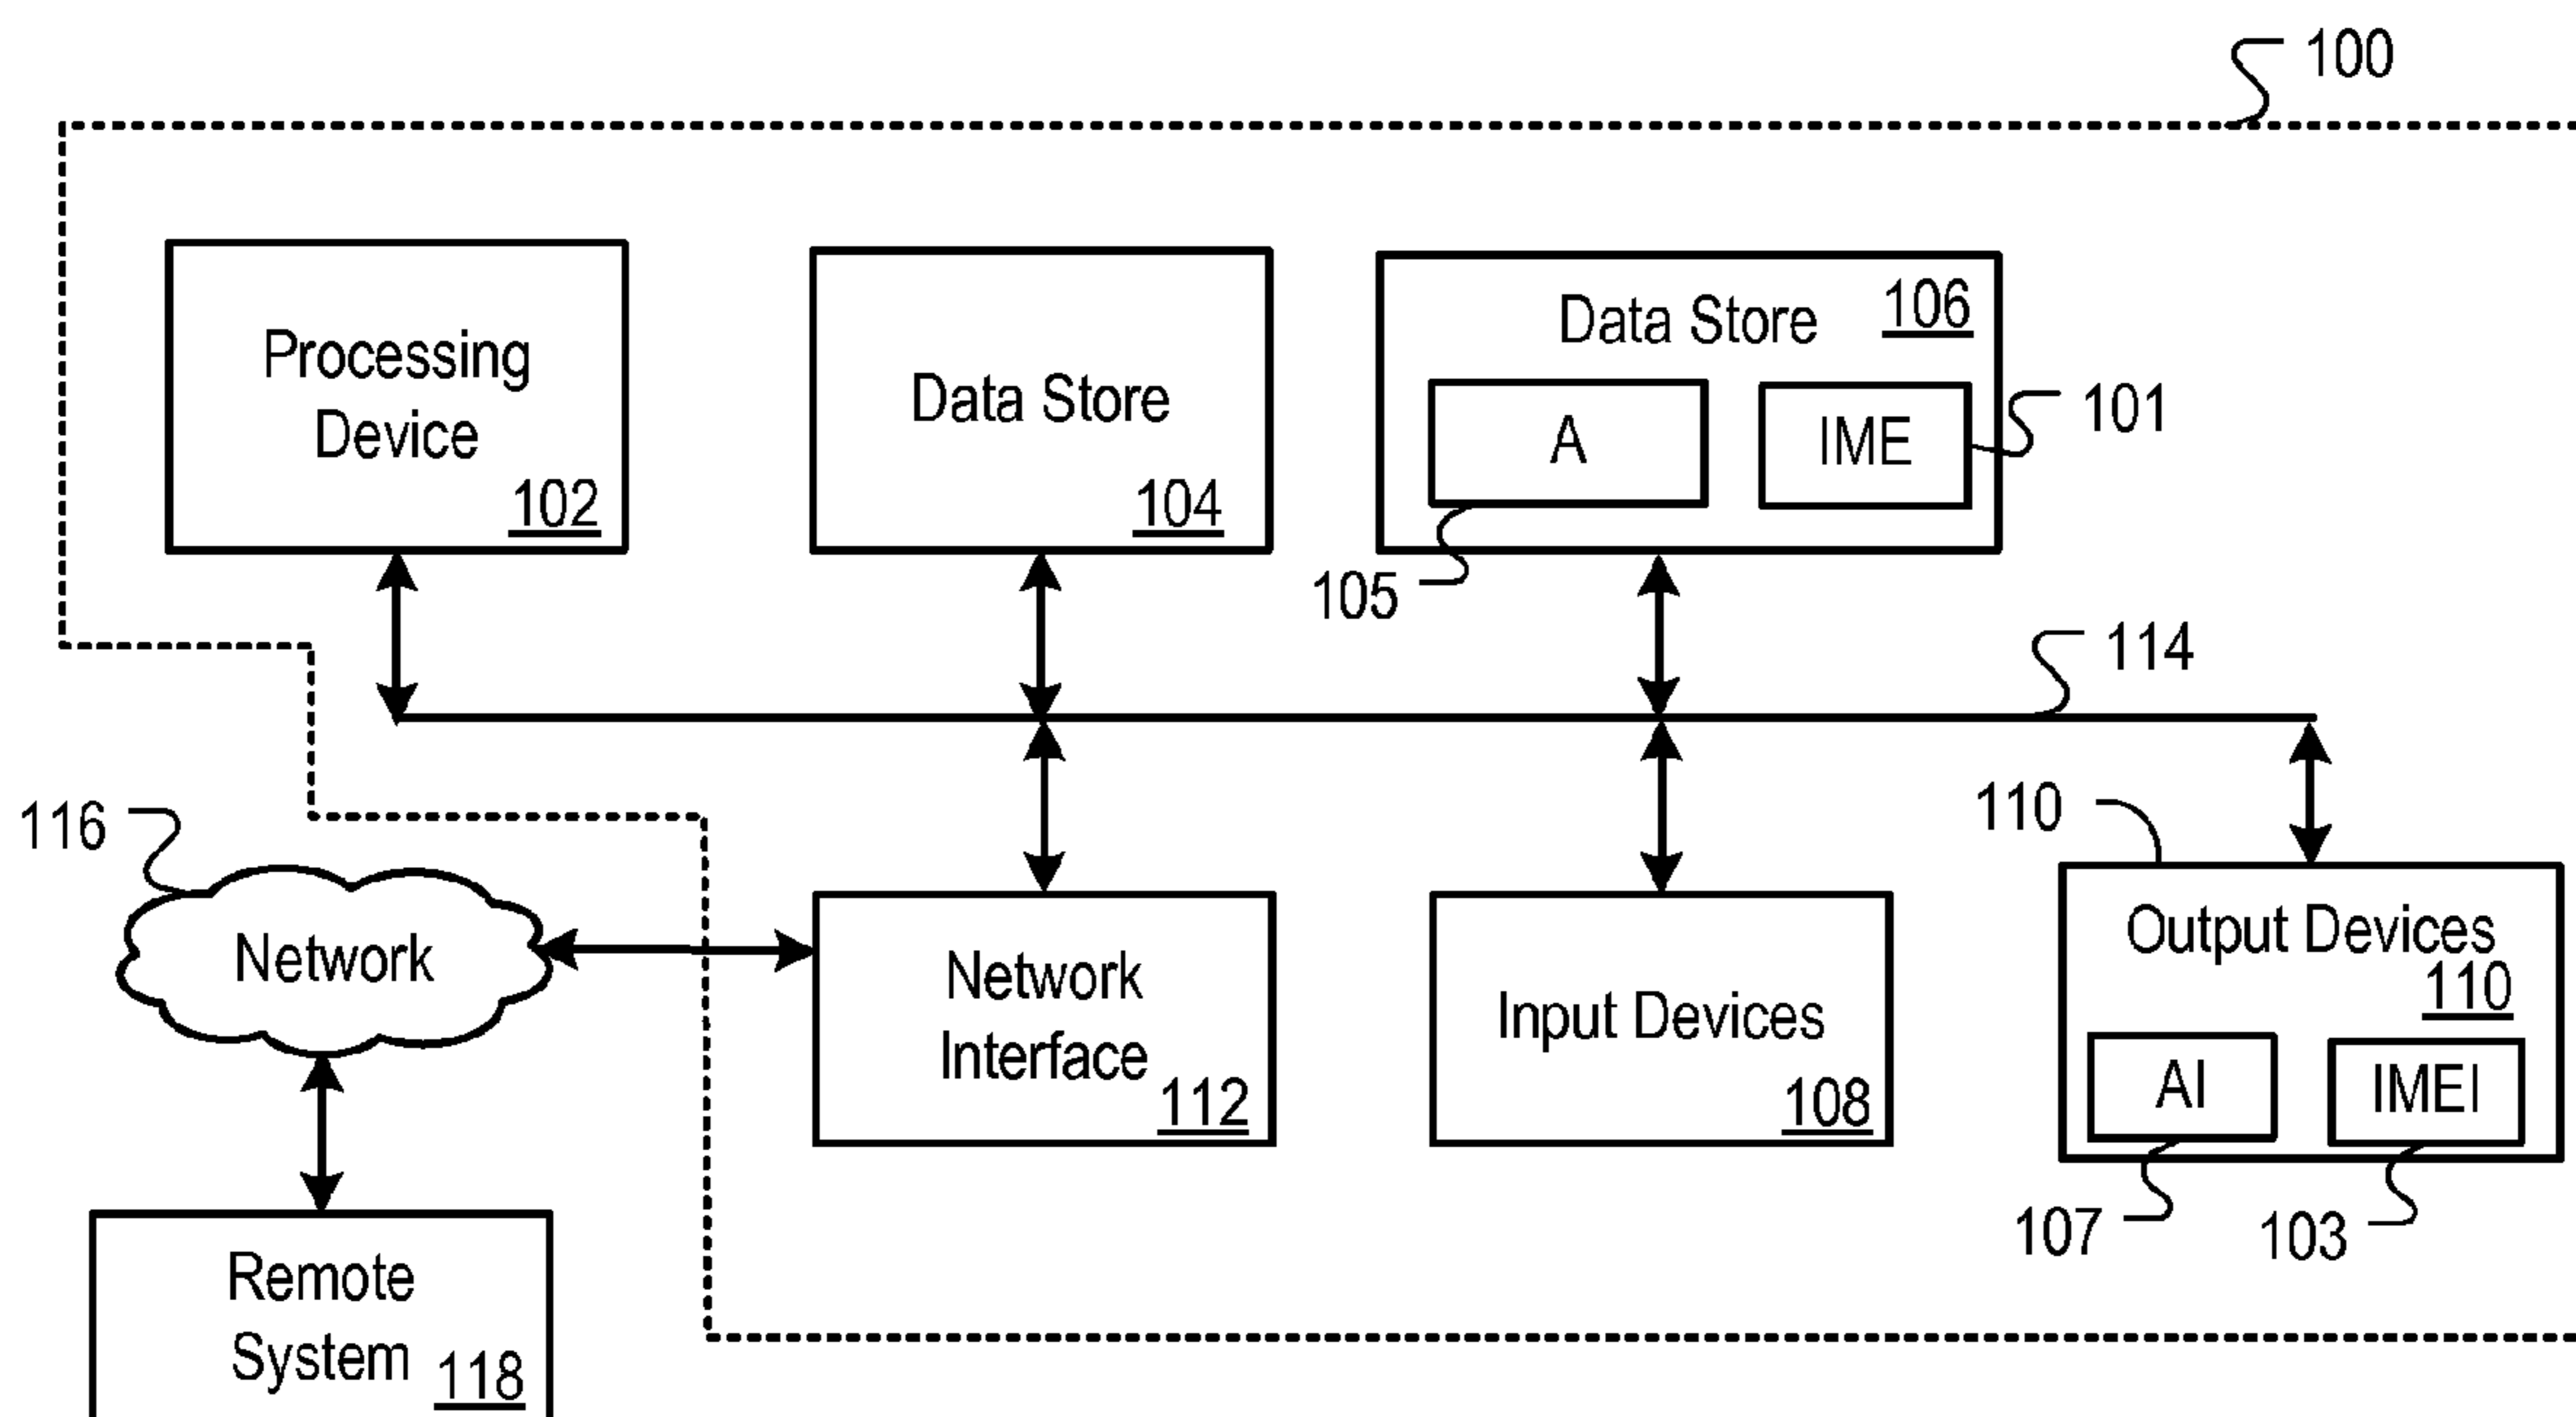 100
Processing
Device
102
Data Store
104
Data Store
106
A
IME
101
105
114
116
Network
Network
Interface
112
Input Devices
108
110
Output Devices
110
AI
IMEI
107
103
Remote
System
118